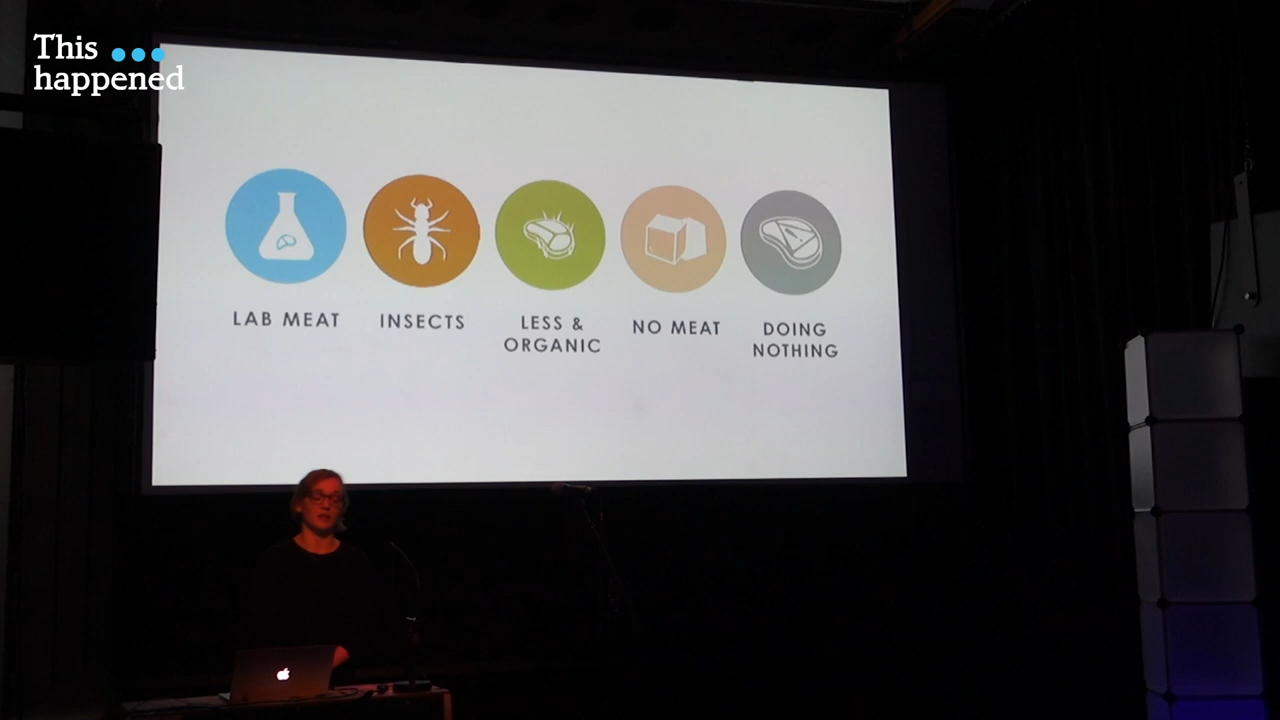 This
happened
LAB MEAT
INSECTS
LESS &
ORGANIC
NO MEAT
DOING
NOTHING